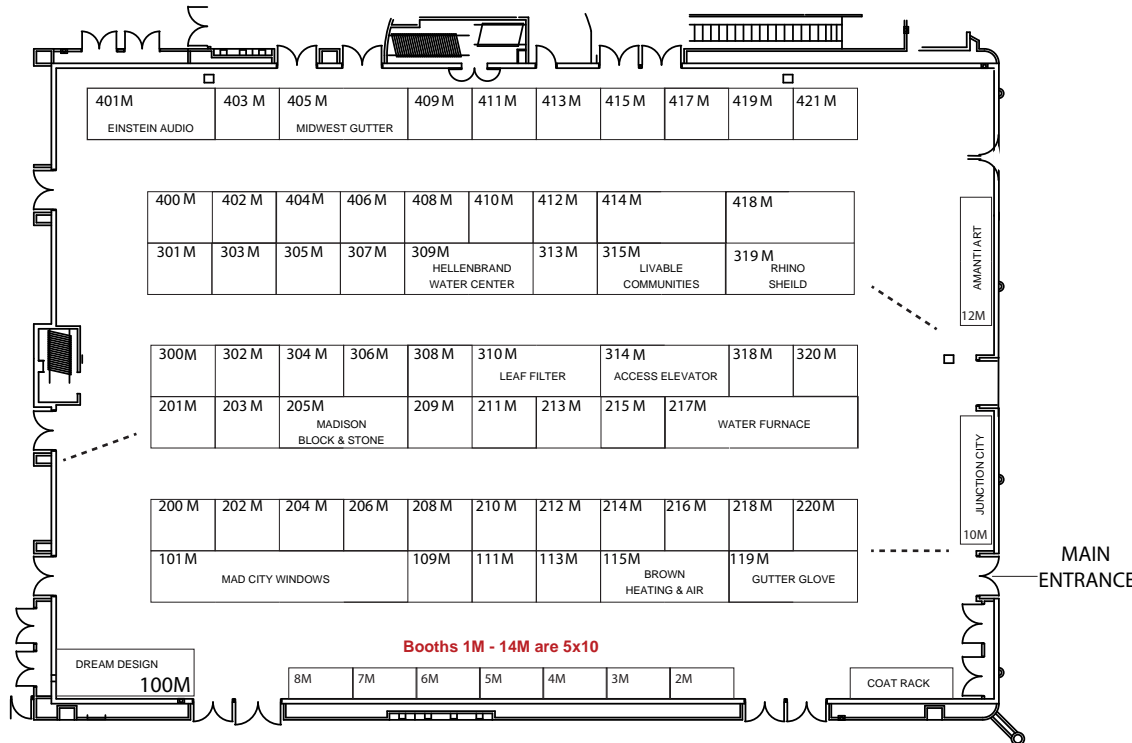 401M
403 M
405 M
409 M
411 M
413 M
415 M
417 M
419 M
421 M
EINSTEIN AUDIO
MIDWEST GUTTER
400 M
402 M
404 M
406 M
408 M
410 M
412 M
414 M
418 M
301 M
303 M
305 M
307 M
309 M
HELLENBRAND
WATER CENTER
313 M
315M
LIVABLE
COMMUNITIES
319 M
RHINO
SHEILD
AMANTI ART
12M
300M
302 M
304 M
306 M
308 M
310 M
LEAF FILTER
314 M
ACCESS ELEVATOR
318 M
320 M
201 M
203 M
205M
MADISON
BLOCK & STONE
209 M
211 M
213 M
215 M
217M
WATER FURNACE
JUNCTION CITY
10M
200 M
202 M
204 M
206 M
208 M
210 M
212 M
214 M
216 M
218 M
220M
101M
MAD CITY WINDOWS
109M
111M
113M
115M
BROWN
HEATING & AIR
119M
GUTTER GLOVE
MAIN
ENTRANCE
Booths 1M - 14M are 5x10
DREAM DESIGN
100M
8M
7M
6M
5M
4M
3M
2M
COAT RACK